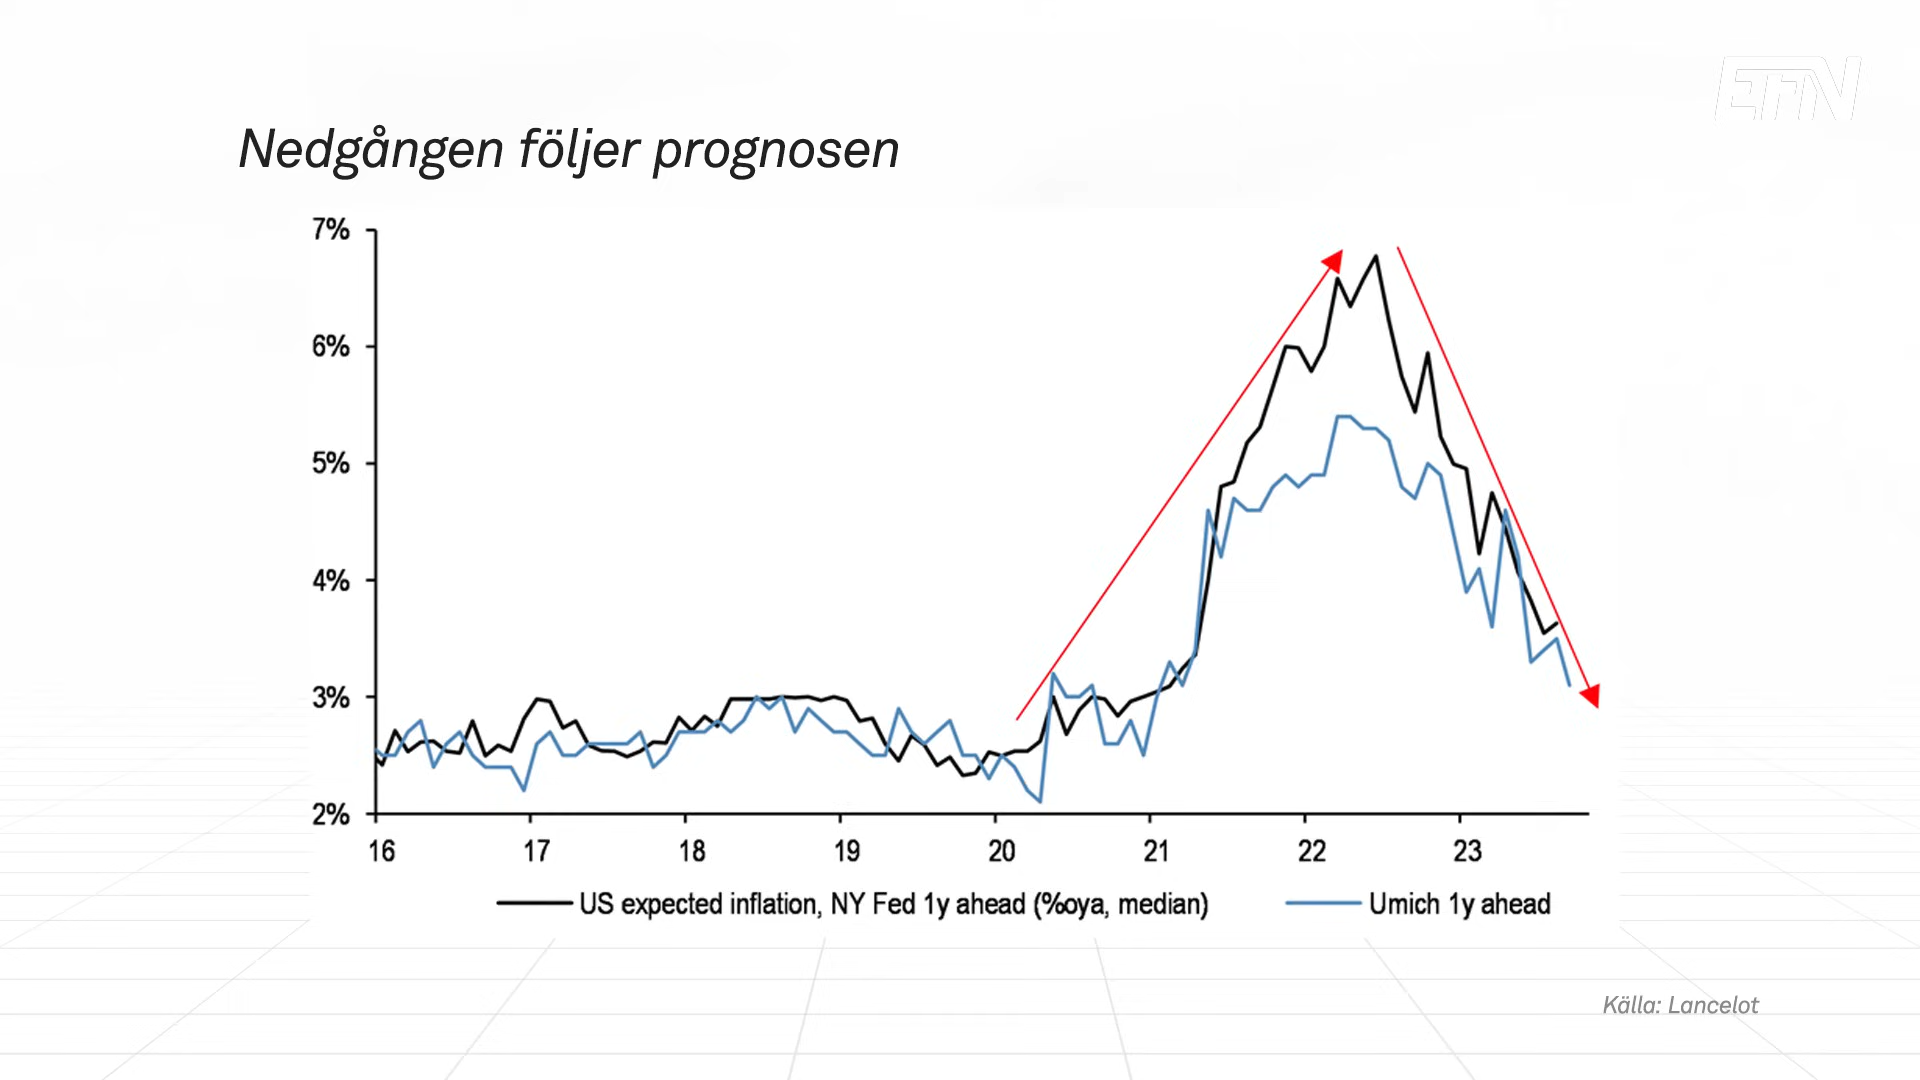 EFN
Nedgången följer prognosen
7%
6%
5%
4%
3%
2%
16 17 18 19 20 21 22 23
US expected inflation, NY Fed 1y ahead (%oya, median) Umich 1y ahead
Källa: Lancelot